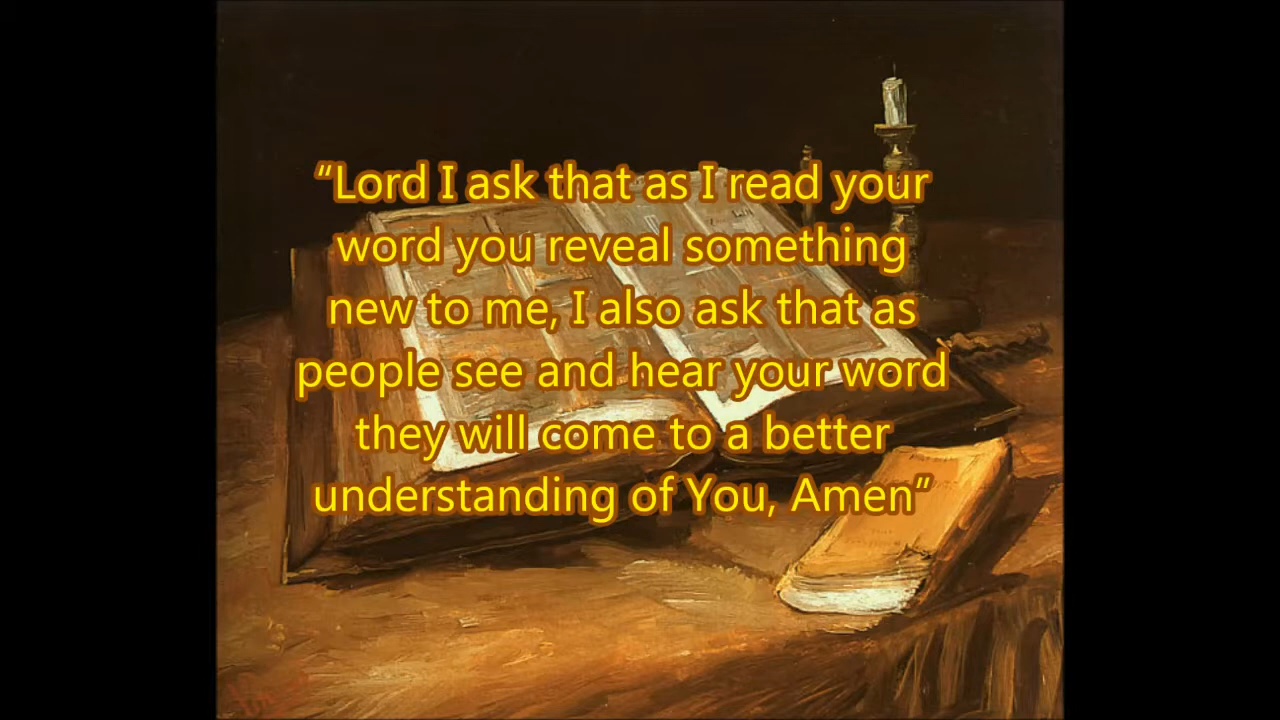 “Lord I ask that as I read your
word you reveal something
new to me, I also ask that as
people see and hear your word
they will come to a better
understanding of You, Amen”